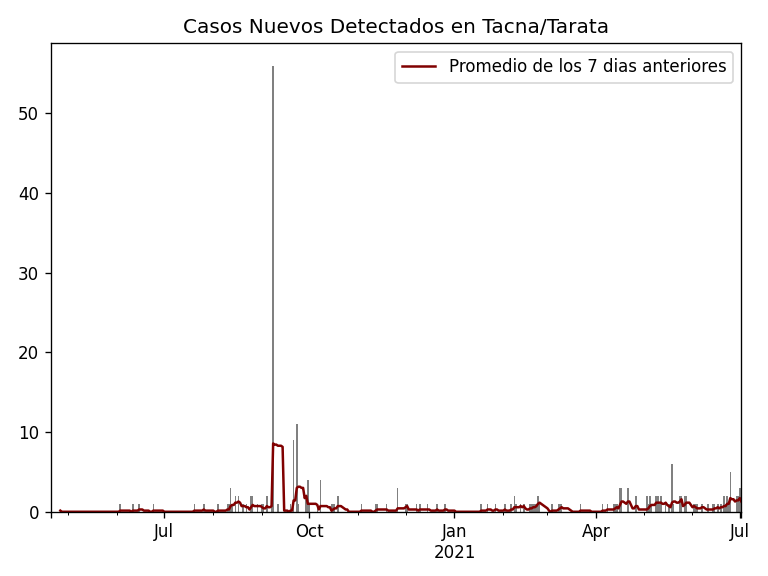 Casos Nuevos Detectados en Tacna/Tarata
Promedio de los 7 dias anteriores
50
40
30
20
10
0
Jul
Oct
Jan
2021
Apr
Jul